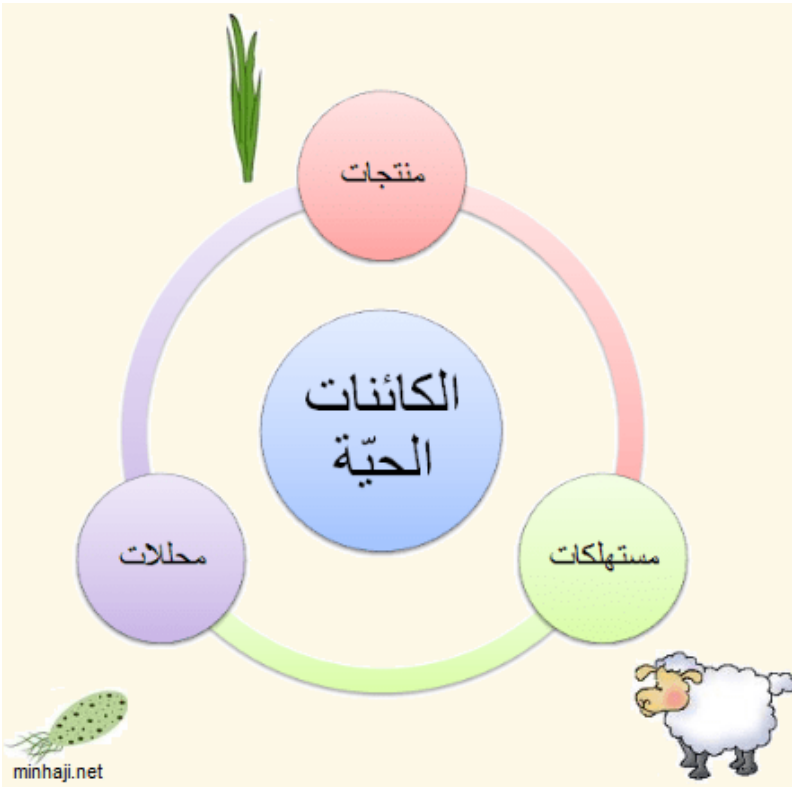 منتجات
الكائنات
الحيّة
مستهلكات
محللات
minhaji.net